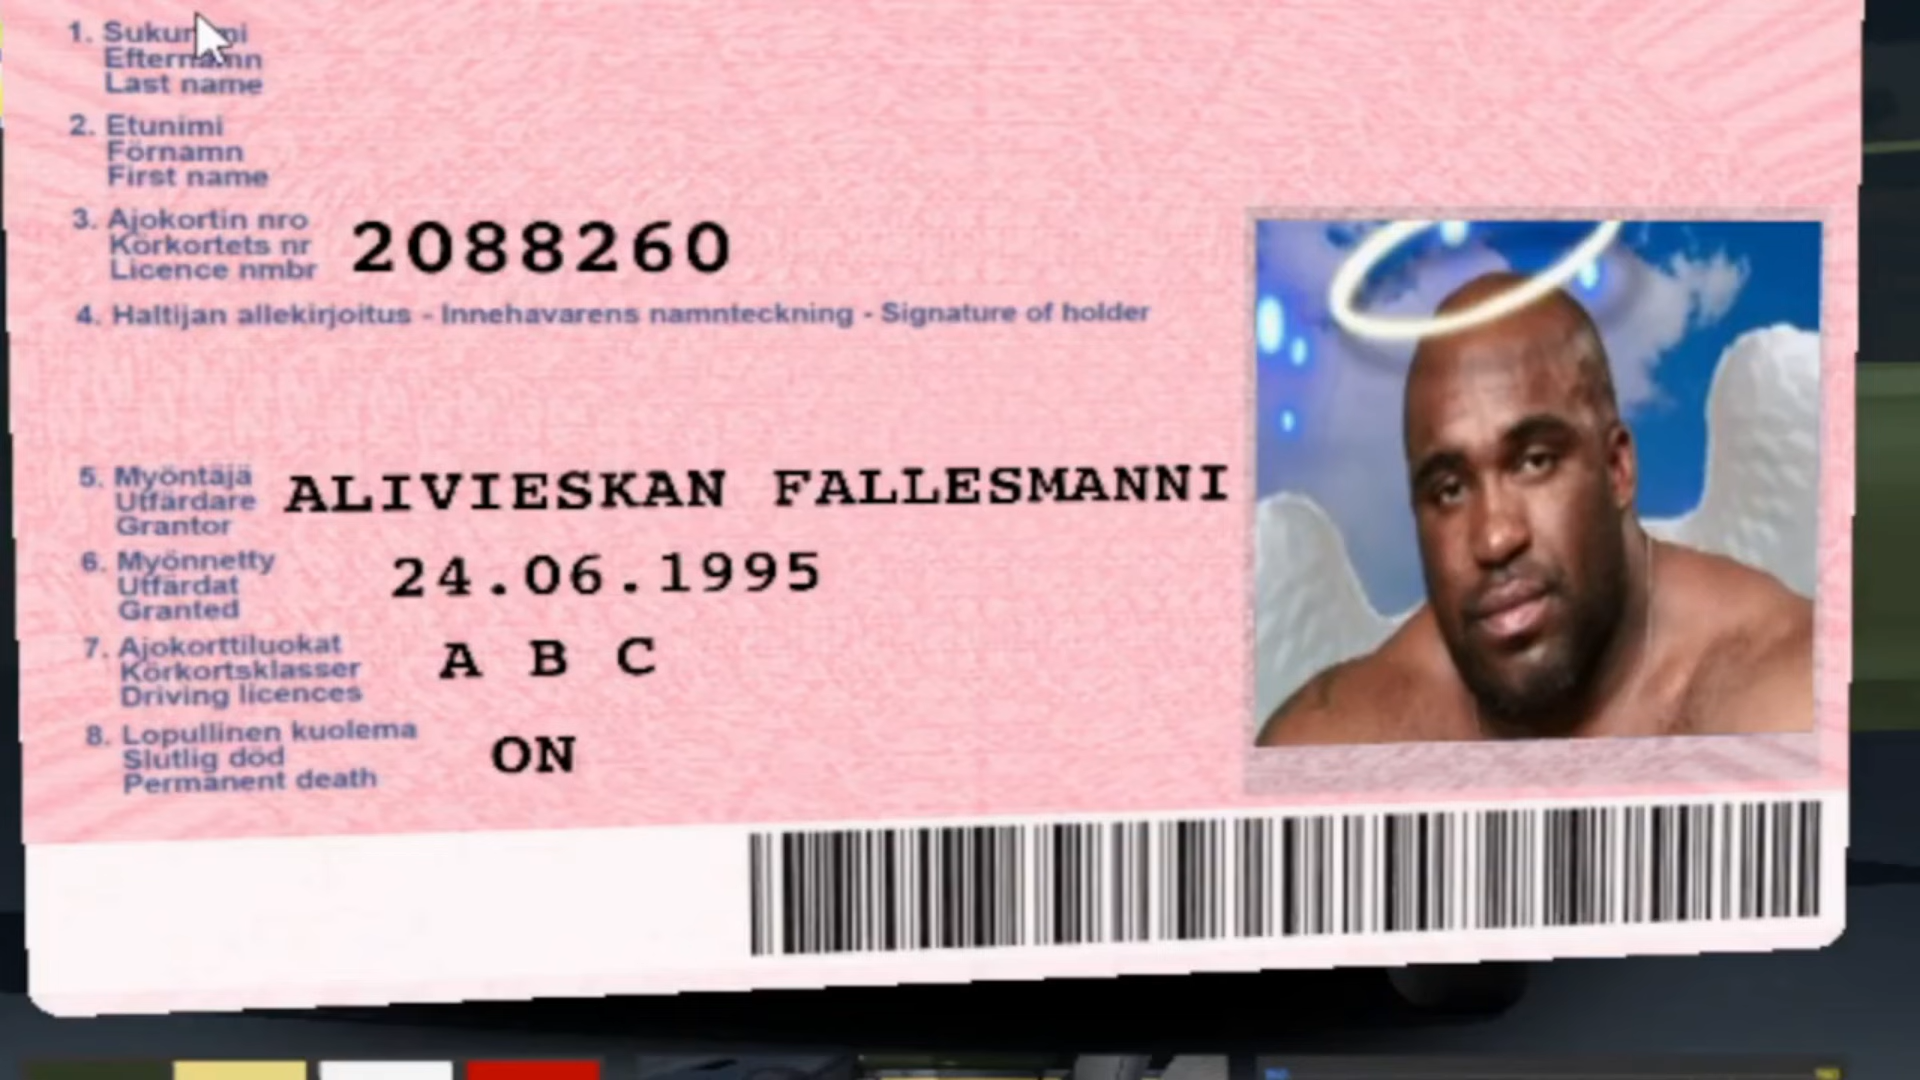 1. Sukunimi
Efternamn
Last name
2. Etunimi
Förnamn
First name
3. Ajokortin nro
Körkortets nr
Licence nmbr
2088260
4. Haltijan allekirjoitus - Innehavarens namnteckning - Signature of holder
5. Myöntäjä
Utfärdare
Grantor
ALIVIESKAN FALLESMANNI
6. Myönnetty
Utfärdat
Granted
24.06.1995
7. Ajokorttiluokat
Körkortsklasser
Driving licences
A B C
8. Lopullinen kuolema
Slutlig död
Permanent death
ON